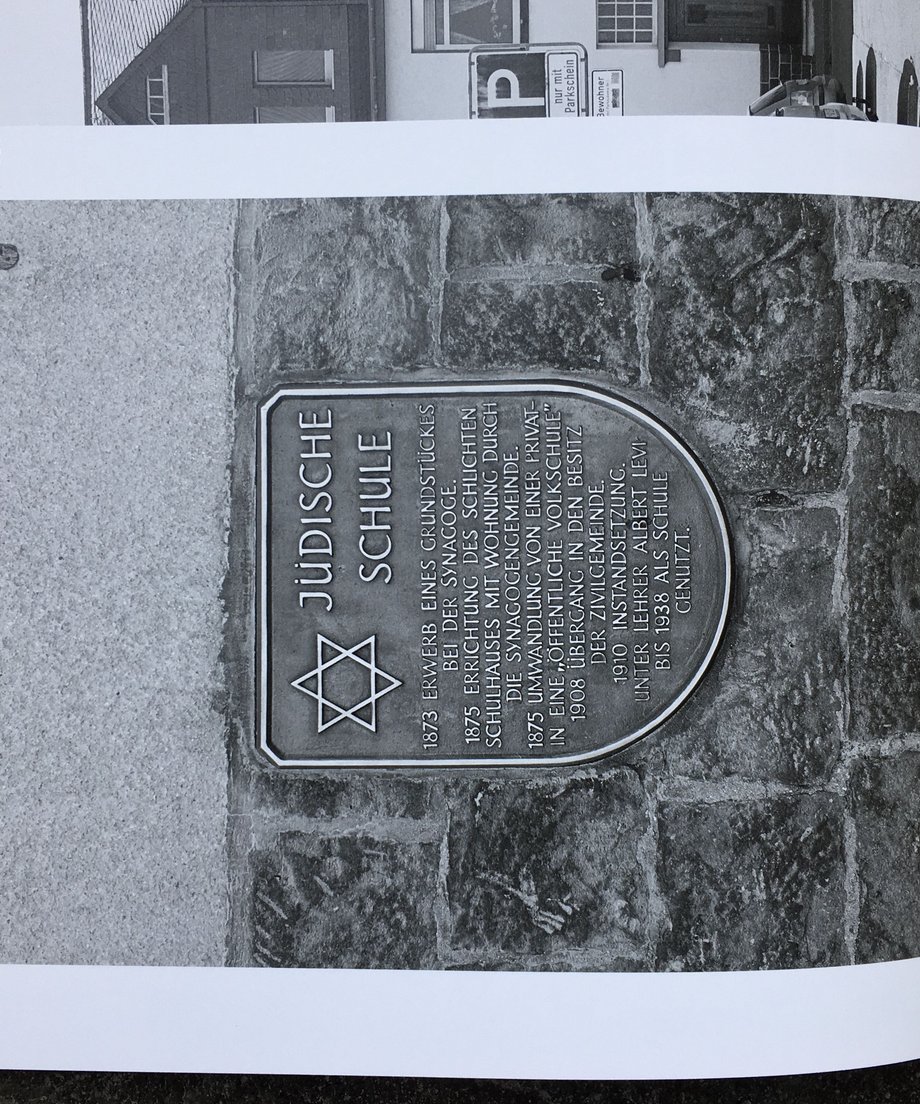 P
nur mit
Parkschein
Bewohner
JÜDISCHE
SCHULE
1873 ERWERB EINES GRUNDSTÜCKES
BEI DER SYNAGOGE.
1875 ERRICHTUNG DES SCHLICHTEN
SCHULHAUSES MIT WOHNUNG DURCH
DIE SYNAGOGENGEMEINDE.
1875 UMWANDLUNG VON EINER PRIVAT-
IN EINE „ÖFFENTLICHE VOLKSCHULE"
1908 ÜBERGANG IN DEN BESITZ
DER ZIVILGEMEINDE.
1910 INSTANDSETZUNG.
UNTER LEHRER ALBERT LEVI
BIS 1938 ALS SCHULE
GENUTZT.